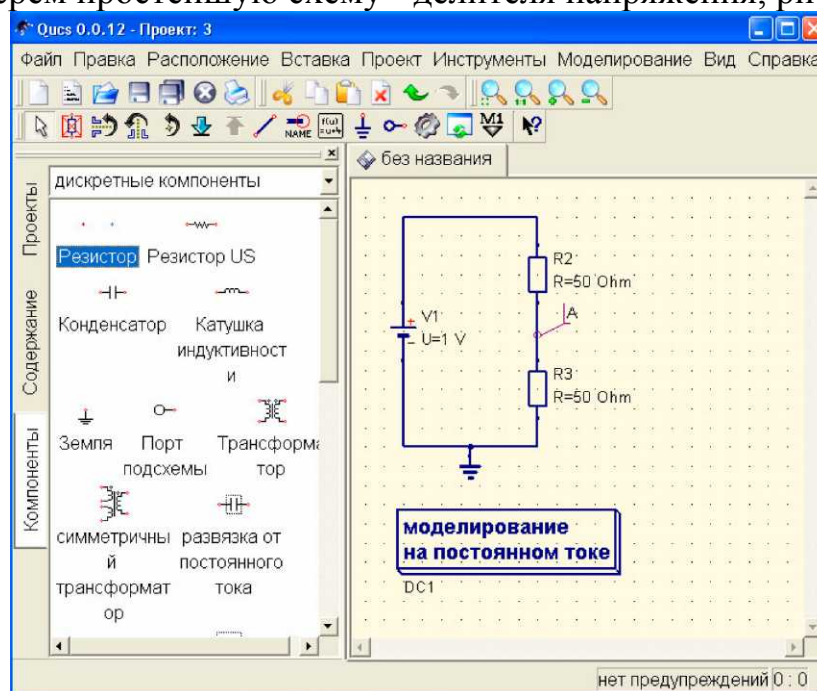 ерем простейшую схему - делителя напряжения, ри
Qucs 0.0.12 - Проект: 3
Файл Правка Расположение Вставка Проект Инструменты Моделирование Вид Справка
NAME
M1
без названия
Проекты
Содержание
Компоненты
дискретные компоненты
Резистор Резистор US
Конденсатор Катушка
индуктивност
и
Земля Порт Трансформа
подсхемы тор
симметричны развязка от
й постоянного
трансформат тока
ор
R2
R=50 Ohm
A
V1
U=1 V
R3
R=50 Ohm
моделирование
на постоянном токе
DC1
нет предупреждений 0 : 0